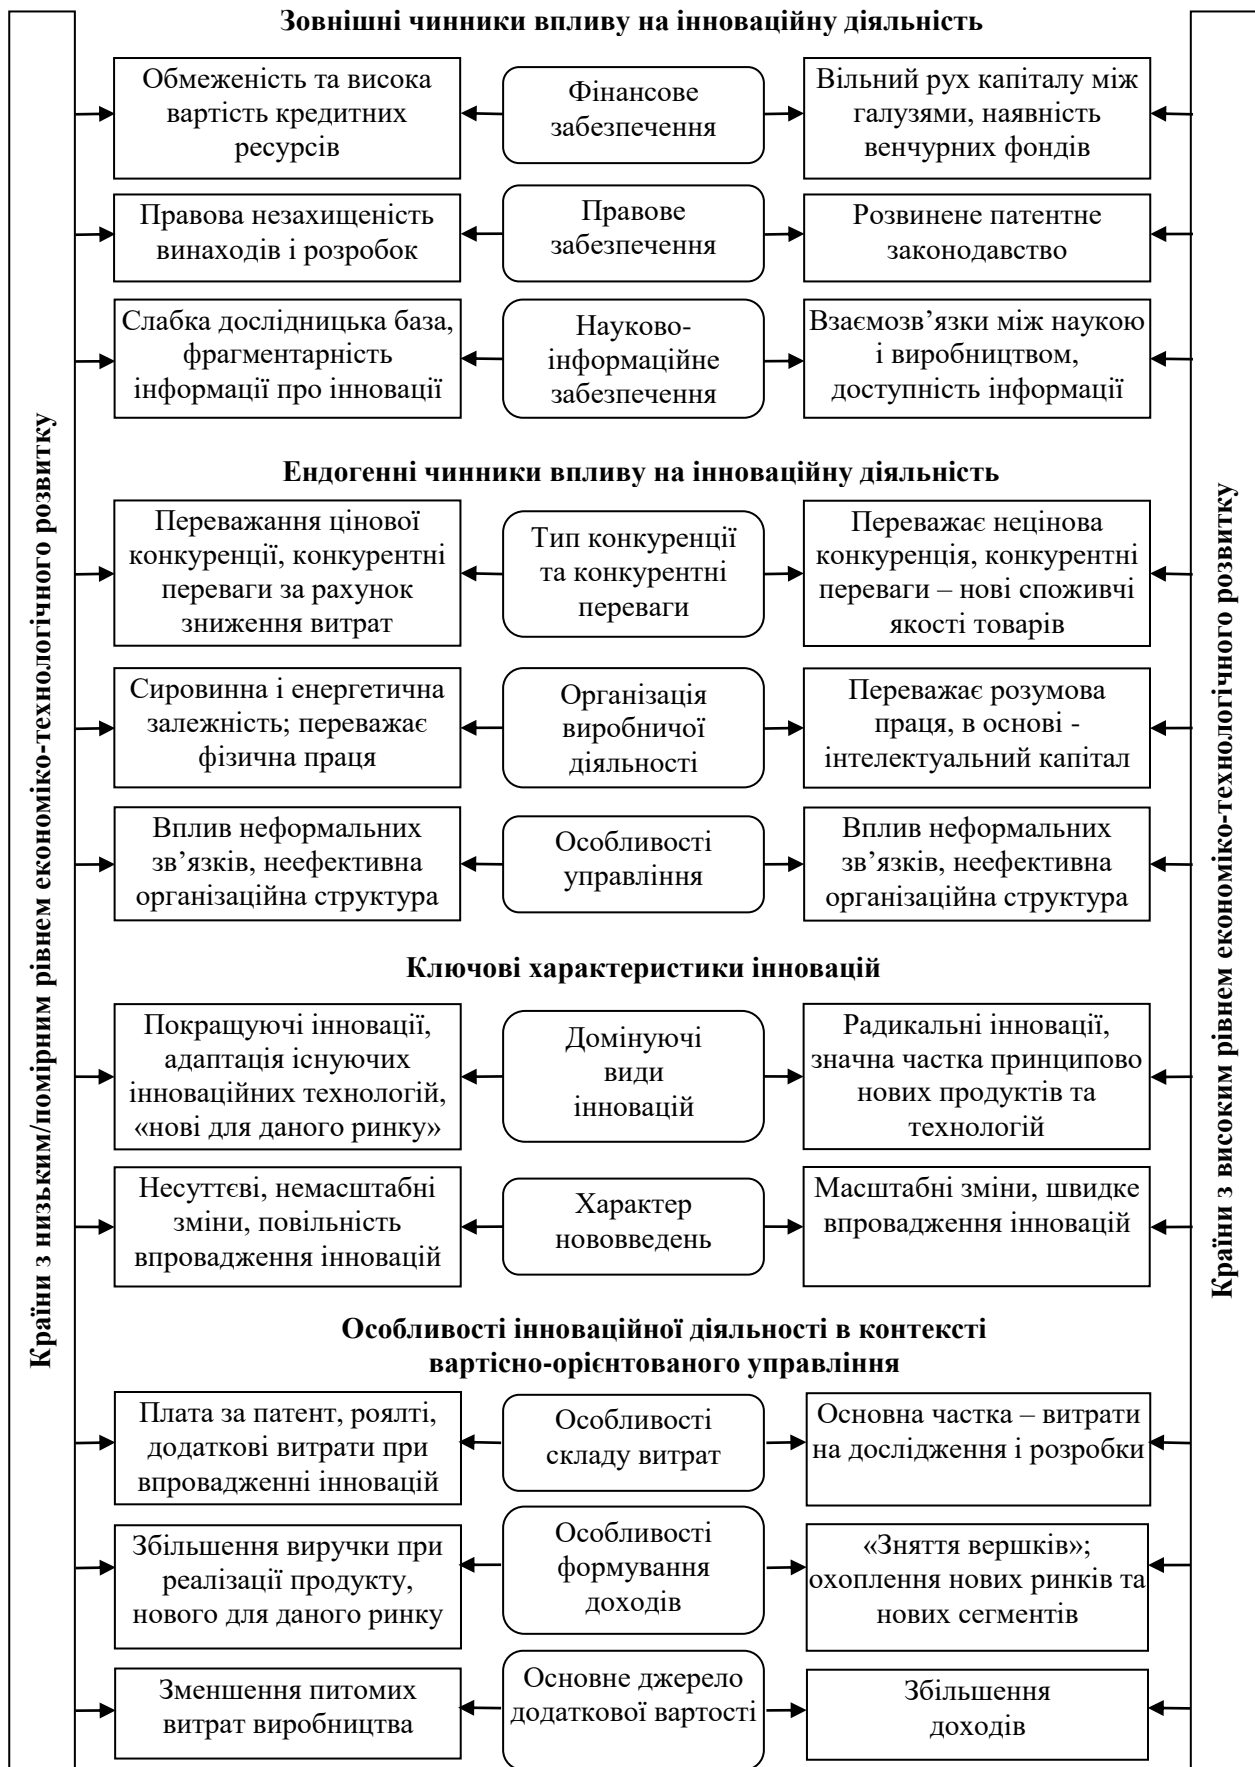 Зовнішні чинники впливу на інноваційну діяльність
Країни з низьким/помірним рівнем економіко-технологічного розвитку
Країни з високим рівнем економіко-технологічного розвитку
Обмеженість та висока
вартість кредитних
ресурсів
Фінансове
забезпечення
Вільний рух капіталу між
галузями, наявність
венчурних фондів
Правова незахищеність
винаходів і розробок
Правове
забезпечення
Розвинене патентне
законодавство
Слабка дослідницька база,
фрагментарність
інформації про інновації
Науково-
інформаційне
забезпечення
Взаємозв’язки між наукою
і виробництвом,
доступність інформації
Ендогенні чинники впливу на інноваційну діяльність
Переважання цінової
конкуренції, конкурентні
переваги за рахунок
зниження витрат
Тип конкуренції
та конкурентні
переваги
Переважає нецінова
конкуренція, конкурентні
переваги – нові споживчі
якості товарів
Сировинна і енергетична
залежність; переважає
фізична праця
Організація
виробничої
діяльності
Переважає розумова
праця, в основі -
інтелектуальний капітал
Вплив неформальних
зв’язків, неефективна
організаційна структура
Особливості
управління
Вплив неформальних
зв’язків, неефективна
організаційна структура
Ключові характеристики інновацій
Покращуючі інновації,
адаптація існуючих
інноваційних технологій,
«нові для даного ринку»
Домінуючі
види
інновацій
Радикальні інновації,
значна частка принципово
нових продуктів та
технологій
Несуттєві, немасштабні
зміни, повільність
впровадження інновацій
Характер
нововведень
Масштабні зміни, швидке
впровадження інновацій
Особливості інноваційної діяльності в контексті
вартісно-орієнтованого управління
Плата за патент, роялті,
додаткові витрати при
впровадженні інновацій
Особливості
складу витрат
Основна частка – витрати
на дослідження і розробки
Збільшення виручки при
реалізації продукту,
нового для даного ринку
Особливості
формування
доходів
«Зняття вершків»;
охоплення нових ринків та
нових сегментів
Зменшення питомих
витрат виробництва
Основне джерело
додаткової вартості
Збільшення
доходів